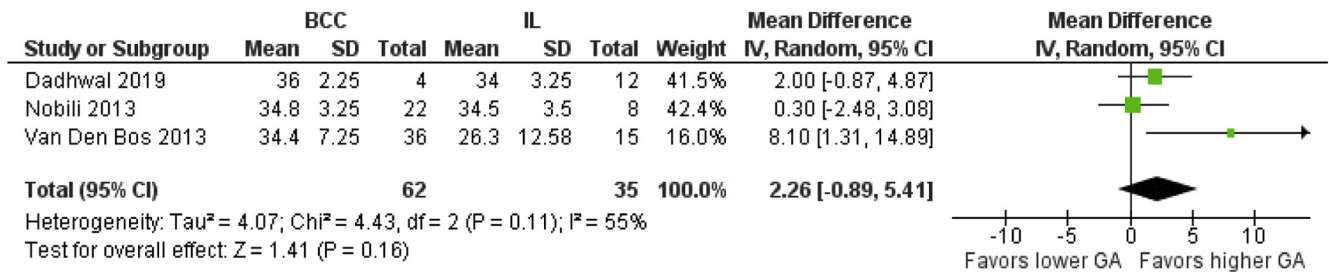 BCC IL Mean Difference Mean Difference
Study or Subgroup Mean SD Total Mean SD Total Weight IV, Random, 95% CI IV, Random, 95% CI
Dadhwal 2019 36 2.25 4 34 3.25 12 41.5% 2.00 [-0.87, 4.87]
Nobili 2013 34.8 3.25 22 34.5 3.5 8 42.4% 0.30 [-2.48, 3.08]
Van Den Bos 2013 34.4 7.25 36 26.3 12.58 15 16.0% 8.10 [1.31, 14.89]
Total (95% CI) 62 35 100.0% 2.26 [-0.89, 5.41]
Heterogeneity: Tau² = 4.07; Chi² = 4.43, df = 2 (P = 0.11); I² = 55%
Test for overall effect: Z = 1.41 (P = 0.16)
-10 -5 0 5 10
Favors lower GA Favors higher GA